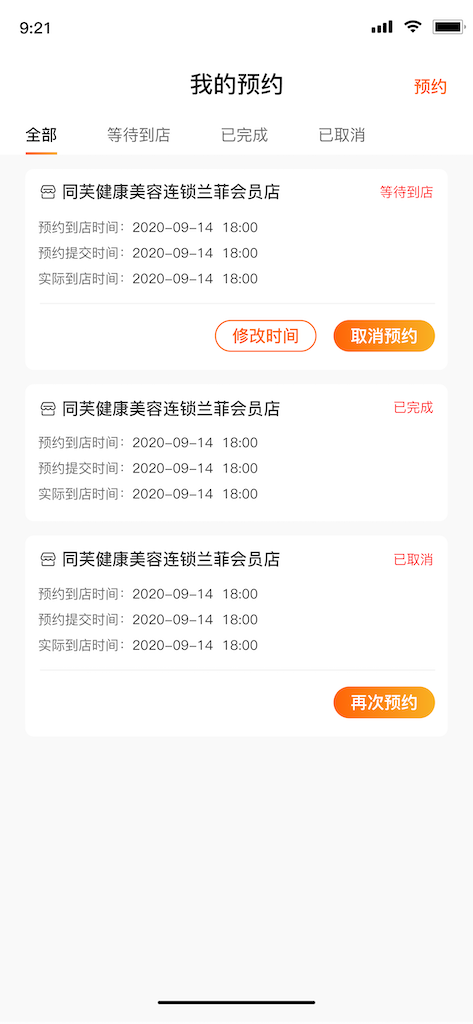 9:21
我的预约
预约
全部 等待到店 已完成 已取消
同芙健康美容连锁兰菲会员店 等待到店
预约到店时间：2020-09-14 18:00
预约提交时间：2020-09-14 18:00
实际到店时间：2020-09-14 18:00
修改时间 取消预约
同芙健康美容连锁兰菲会员店 已完成
预约到店时间：2020-09-14 18:00
预约提交时间：2020-09-14 18:00
实际到店时间：2020-09-14 18:00
同芙健康美容连锁兰菲会员店 已取消
预约到店时间：2020-09-14 18:00
预约提交时间：2020-09-14 18:00
实际到店时间：2020-09-14 18:00
再次预约